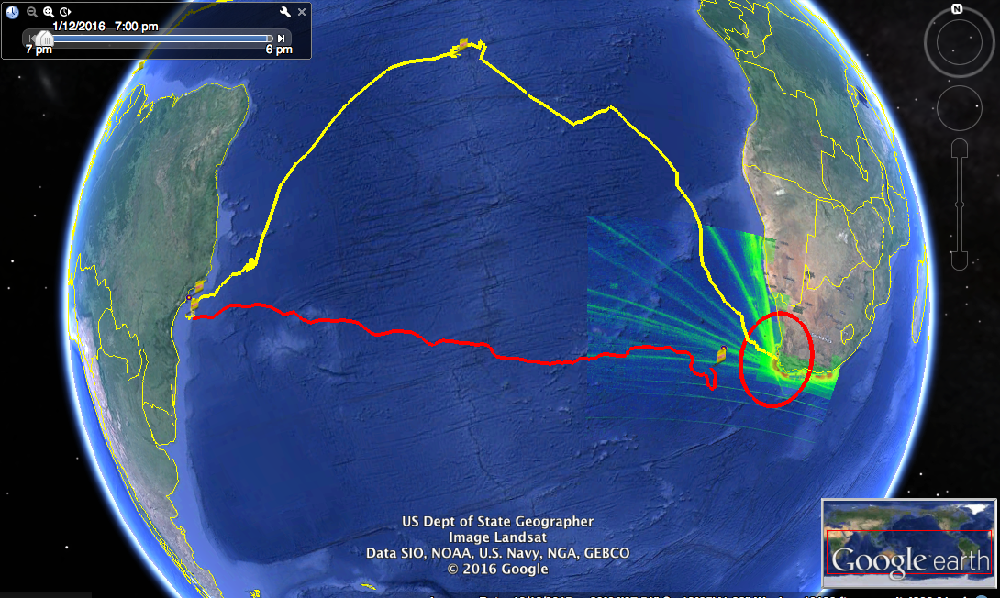 1/12/2016 7:00 pm
7 pm
6 pm
N
US Dept of State Geographer
Image Landsat
Data SIO, NOAA, U.S. Navy, NGA, GEBCO
© 2016 Google
Google earth